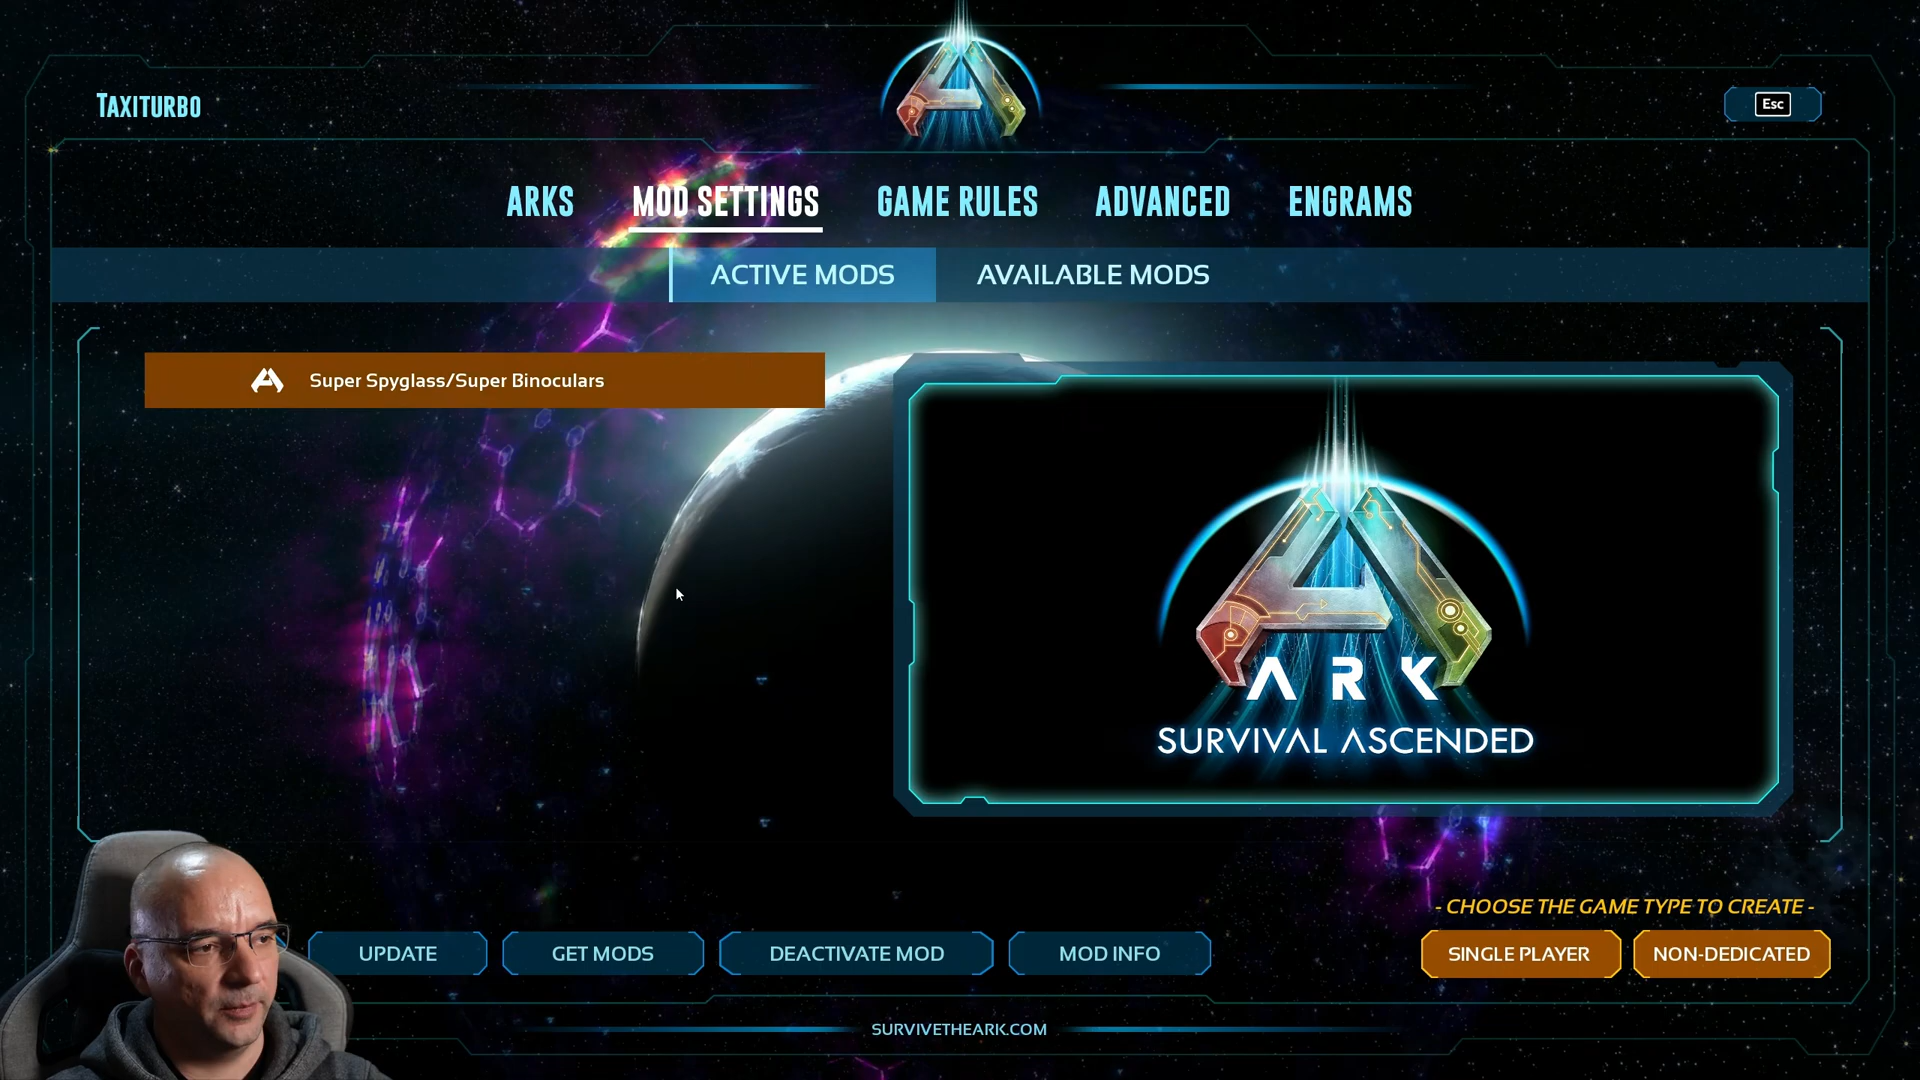 TAXITURBO
Esc
ARKS MOD SETTINGS GAME RULES ADVANCED ENGRAMS
ACTIVE MODS AVAILABLE MODS
Super Spyglass/Super Binoculars
ARK
SURVIVAL ASCENDED
- CHOOSE THE GAME TYPE TO CREATE -
UPDATE GET MODS DEACTIVATE MOD MOD INFO SINGLE PLAYER NON-DEDICATED
SURVIVETHEARK.COM